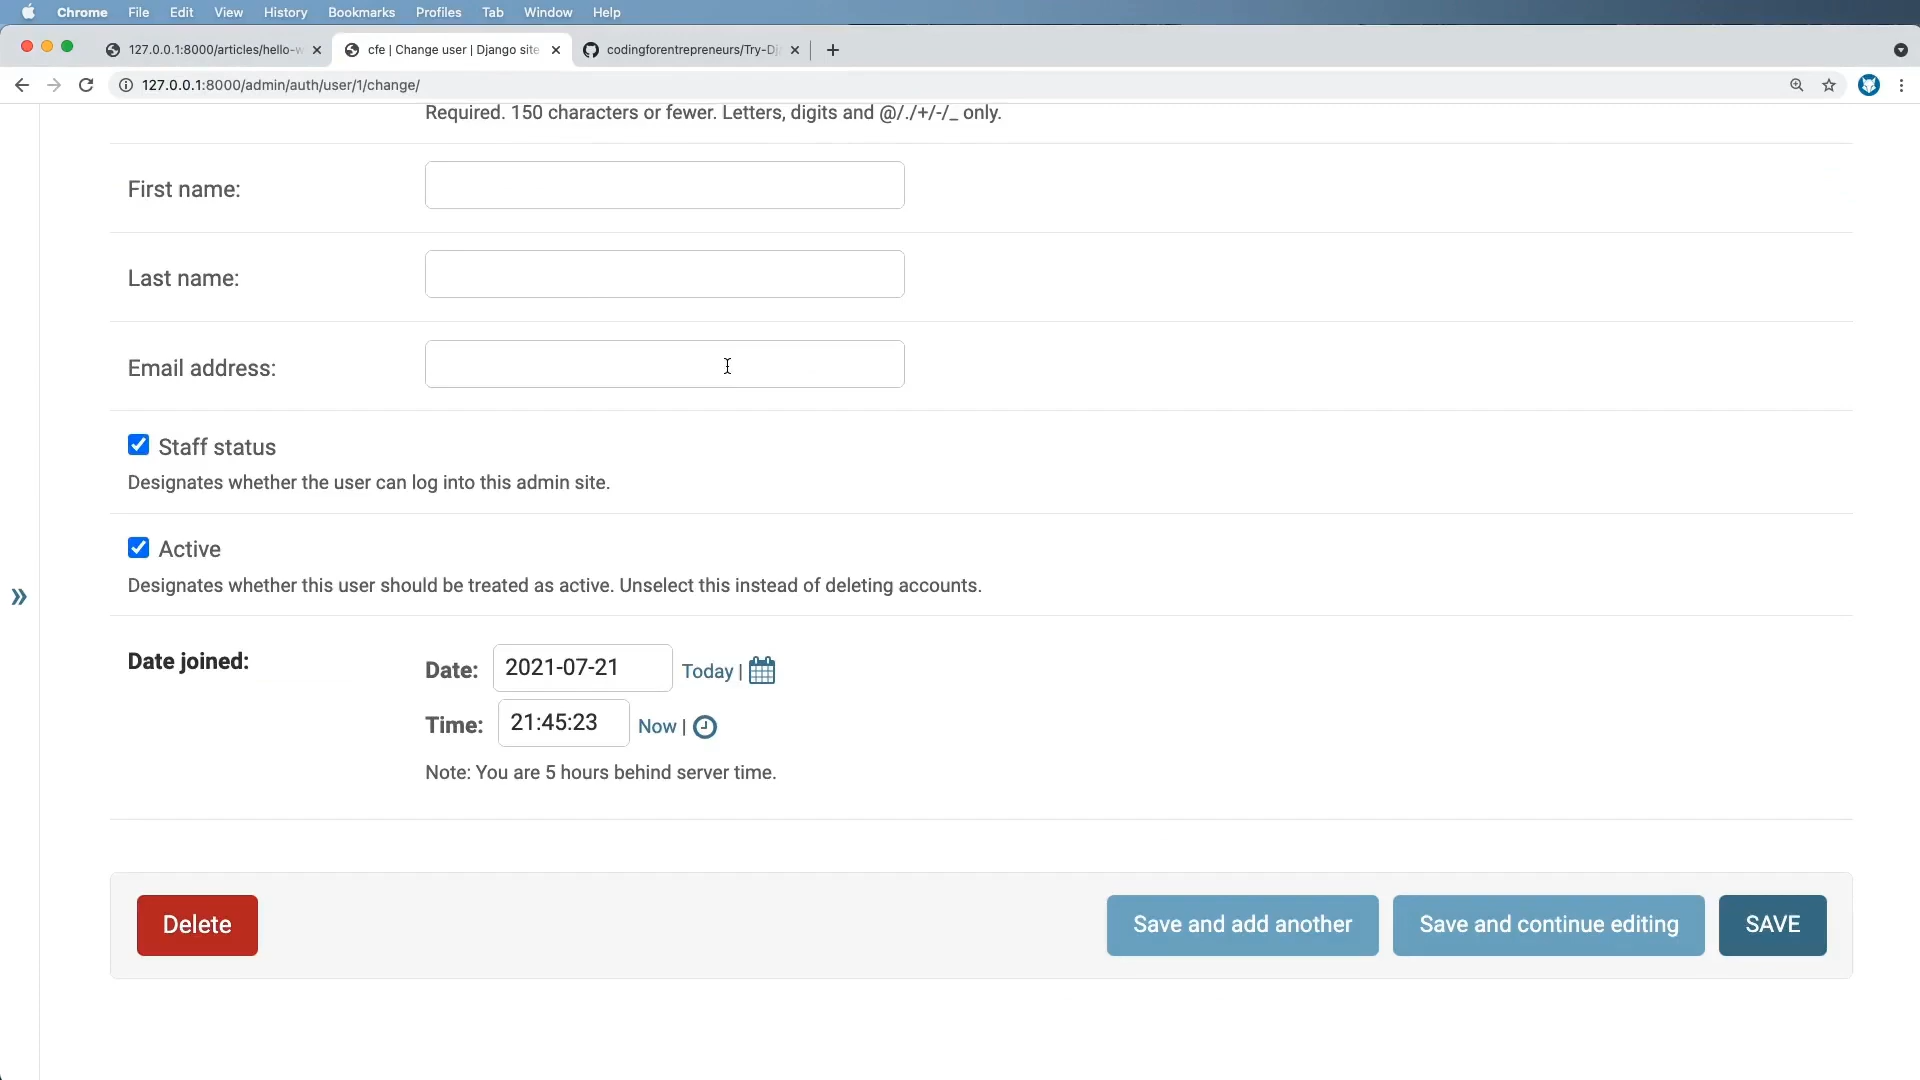 Chrome File Edit View History Bookmarks Profiles Tab Window Help
127.0.0.1:8000/articles/hello-w
cfe | Change user | Django site
codingforentrepreneurs/Try-Dj
127.0.0.1:8000/admin/auth/user/1/change/
Required. 150 characters or fewer. Letters, digits and @/./+/-/_ only.
First name:
Last name:
Email address:
Staff status
Designates whether the user can log into this admin site.
Active
Designates whether this user should be treated as active. Unselect this instead of deleting accounts.
Date joined:
Date: 2021-07-21 Today |
Time: 21:45:23 Now |
Note: You are 5 hours behind server time.
Delete Save and add another Save and continue editing SAVE